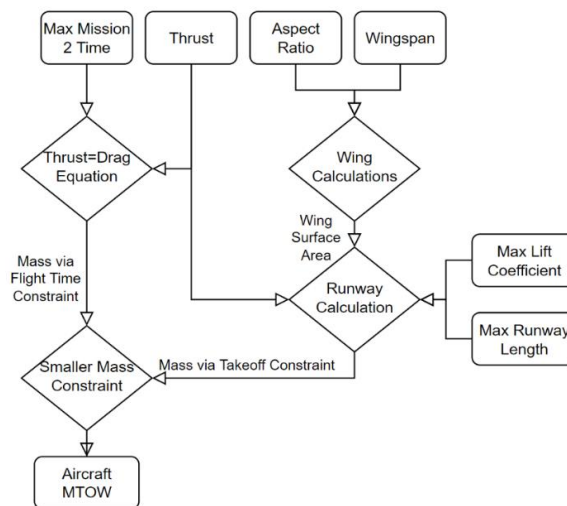 Max Mission
2 Time
Thrust
Aspect
Ratio
Wingspan
Thrust=Drag
Equation
Wing
Calculations
Wing
Surface
Area
Mass via
Flight Time
Constraint
Runway
Calculation
Max Lift
Coefficient
Max Runway
Length
Smaller Mass
Constraint
Mass via Takeoff Constraint
Aircraft
MTOW